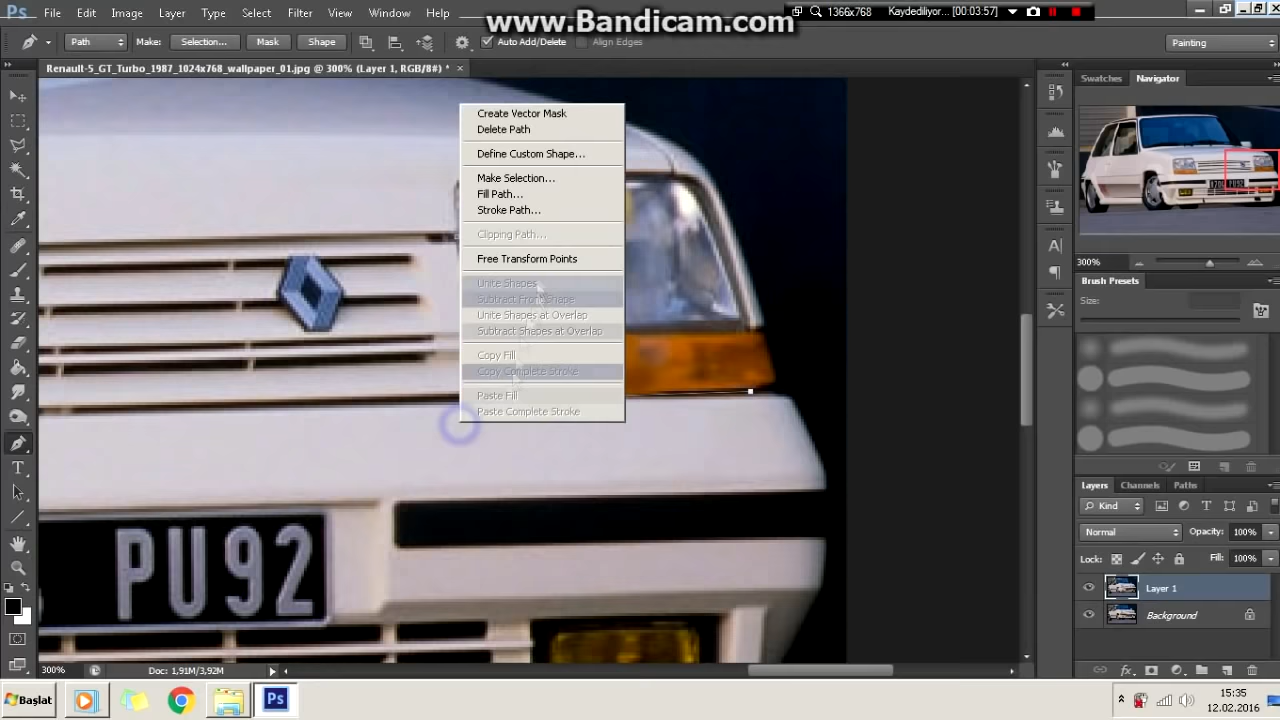 www.Bandicam.com
1366x768 Kaydediliyor... [00:03:57]
Ps File Edit Image Layer Type Select Filter 3D View Window Help
Path Make: Selection... Mask Shape Auto Add/Delete Align Edges Painting
Renault-5_GT_Turbo_1987_1024x768_wallpaper_01.jpg @ 300% (Layer 1, RGB/8#) *
Swatches Navigator
Create Vector Mask
Delete Path
Define Custom Shape...
Make Selection...
Fill Path...
Stroke Path...
Clipping Path...
Free Transform Points
Unite Shapes
Subtract Front Shape
Unite Shapes at Overlap
Subtract Shapes at Overlap
Copy Fill
Copy Complete Stroke
Paste Fill
Paste Complete Stroke
300%
Brush Presets
Size:
PU92
Layers Channels Paths
Kind
Normal Opacity: 100%
Lock: Fill: 100%
Layer 1
Background
300% Doc: 1,91M/3,92M
Başlat
Ps
15:35
12.02.2016